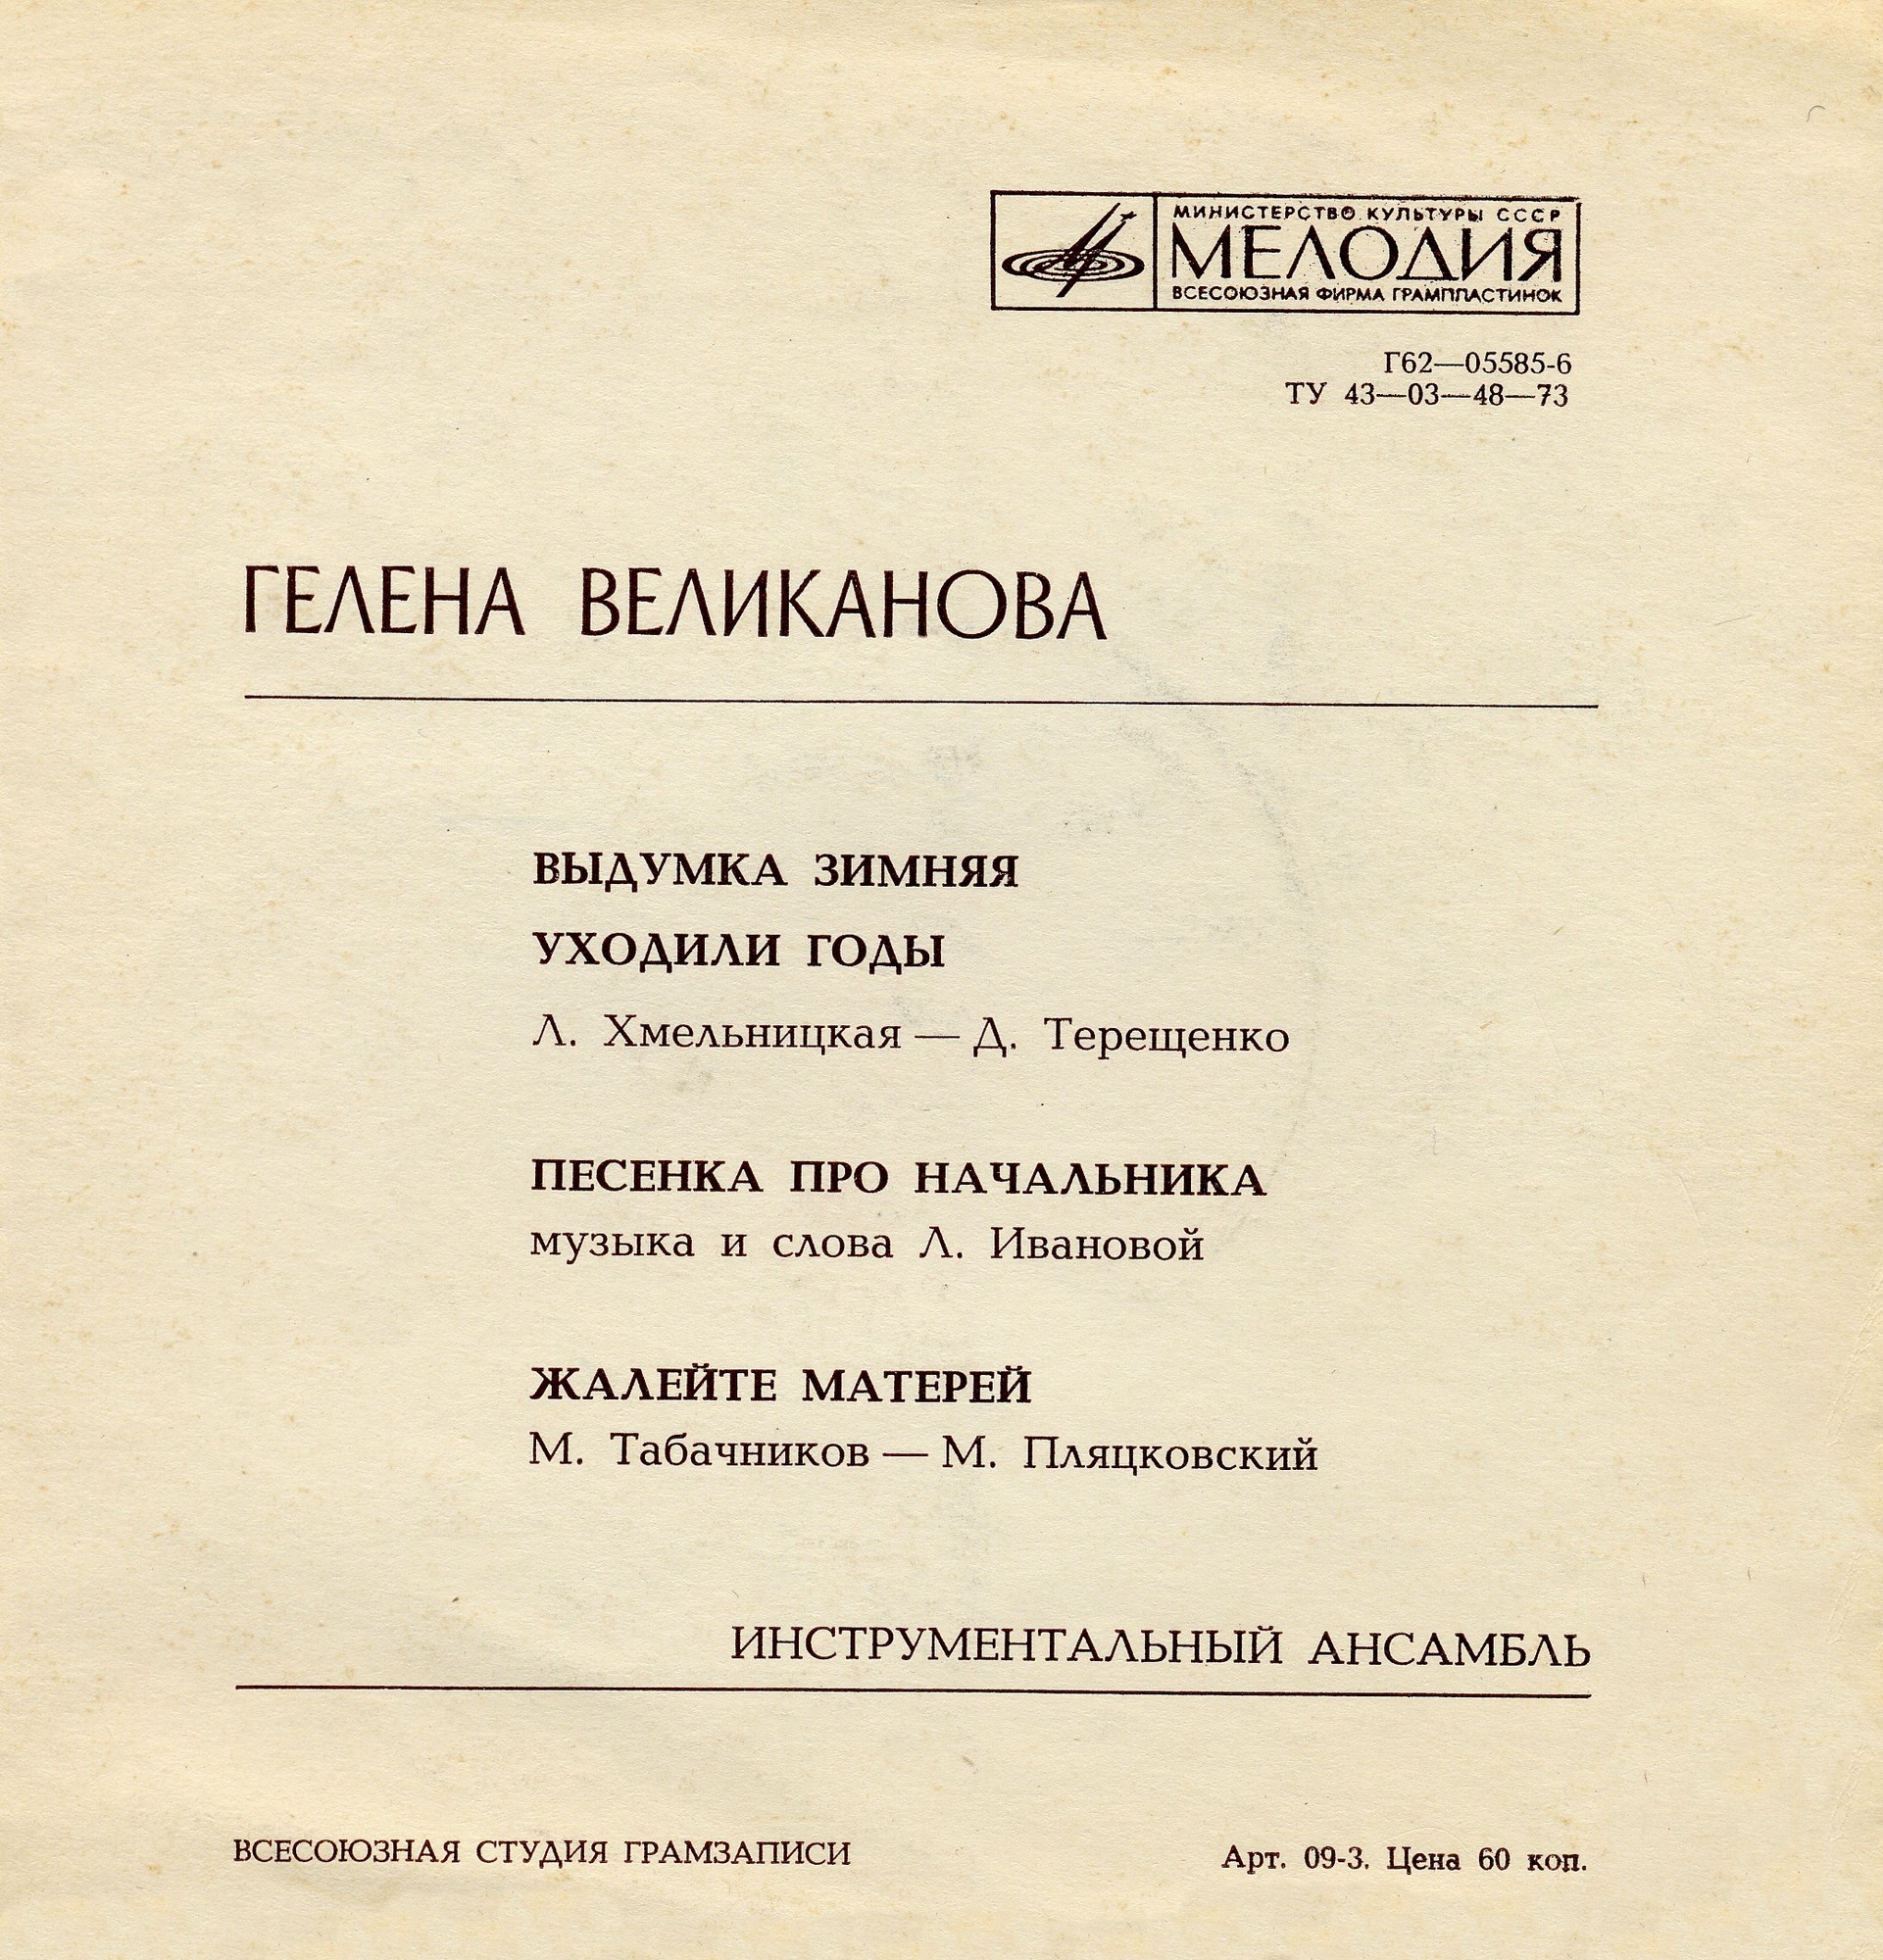 МИНИСТЕРСТВО КУЛЬТУРЫ СССР
МЕЛОДИЯ
ВСЕСОЮЗНАЯ ФИРМА ГРАМПЛАСТИНОК
Г62—05585-6
ТУ 43—03—48—73
ГЕЛЕНА ВЕЛИКАНОВА
ВЫДУМКА ЗИМНЯЯ
УХОДИЛИ ГОДЫ
Л. Хмельницкая — Д. Терещенко
ПЕСЕНКА ПРО НАЧАЛЬНИКА
музыка и слова Л. Ивановой
ЖАЛЕЙТЕ МАТЕРЕЙ
М. Табачников — М. Пляцковский
ИНСТРУМЕНТАЛЬНЫЙ АНСАМБЛЬ
ВСЕСОЮЗНАЯ СТУДИЯ ГРАМЗАПИСИ
Арт. 09-3. Цена 60 коп.